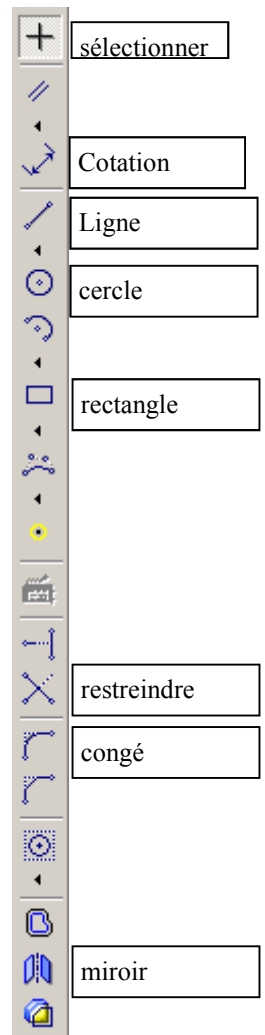 sélectionner
Cotation
Ligne
cercle
rectangle
restreindre
congé
miroir